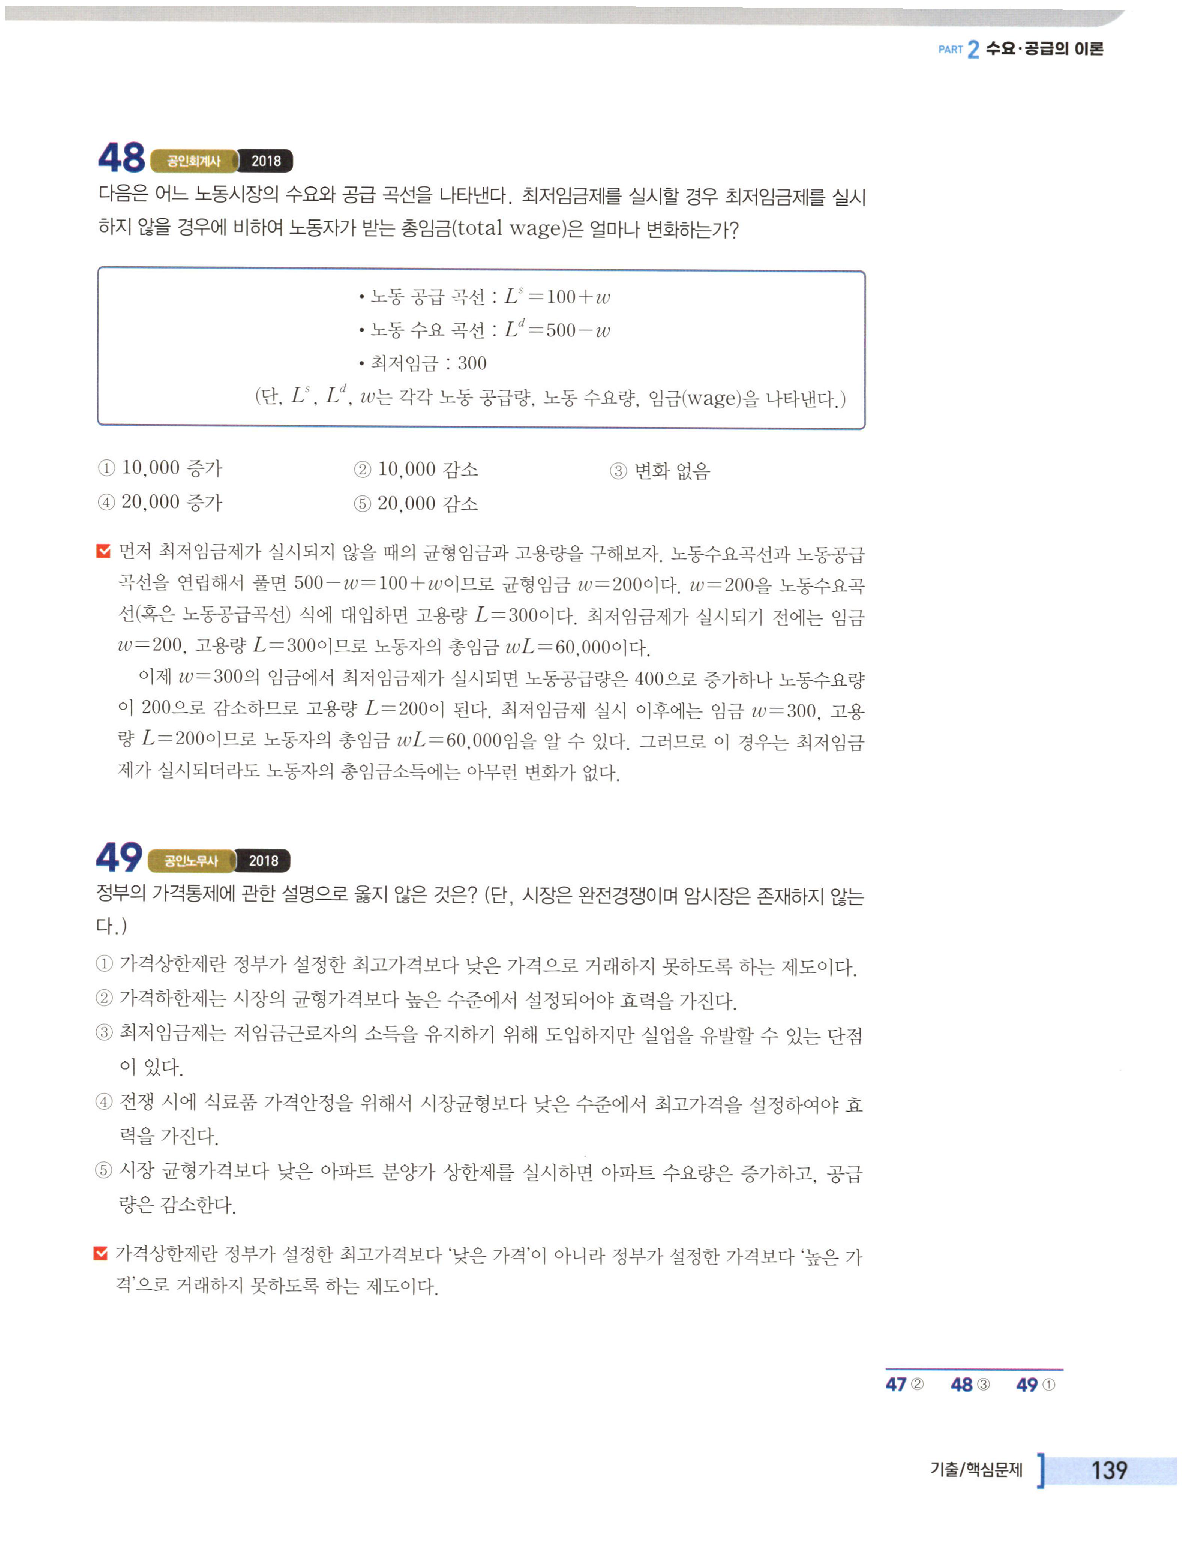 PART 2 수요·공급의 이론
48 공인회계사 2018
다음은 어느 노동시장의 수요와 공급 곡선을 나타낸다. 최저임금제를 실시할 경우 최저임금제를 실시
하지 않을 경우에 비하여 노동자가 받는 총임금(total wage)은 얼마나 변화하는가?
• 노동 공급 곡선 : Lˢ=100+w
• 노동 수요 곡선 : Lᵈ=500−w
• 최저임금 : 300
(단, Lˢ, Lᵈ, w는 각각 노동 공급량, 노동 수요량, 임금(wage)을 나타낸다.)
① 10,000 증가 ② 10,000 감소 ③ 변화 없음
④ 20,000 증가 ⑤ 20,000 감소
먼저 최저임금제가 실시되지 않을 때의 균형임금과 고용량을 구해보자. 노동수요곡선과 노동공급
곡선을 연립해서 풀면 500−w=100+w이므로 균형임금 w=200이다. w=200을 노동수요곡
선(혹은 노동공급곡선) 식에 대입하면 고용량 L=300이다. 최저임금제가 실시되기 전에는 임금
w=200, 고용량 L=300이므로 노동자의 총임금 wL=60,000이다.
이제 w=300의 임금에서 최저임금제가 실시되면 노동공급량은 400으로 증가하나 노동수요량
이 200으로 감소하므로 고용량 L=200이 된다. 최저임금제 실시 이후에는 임금 w=300, 고용
량 L=200이므로 노동자의 총임금 wL=60,000임을 알 수 있다. 그러므로 이 경우는 최저임금
제가 실시되더라도 노동자의 총임금소득에는 아무런 변화가 없다.
49 공인노무사 2018
정부의 가격통제에 관한 설명으로 옳지 않은 것은? (단, 시장은 완전경쟁이며 암시장은 존재하지 않는
다.)
① 가격상한제란 정부가 설정한 최고가격보다 낮은 가격으로 거래하지 못하도록 하는 제도이다.
② 가격하한제는 시장의 균형가격보다 높은 수준에서 설정되어야 효력을 가진다.
③ 최저임금제는 저임금근로자의 소득을 유지하기 위해 도입하지만 실업을 유발할 수 있는 단점
이 있다.
④ 전쟁 시에 식료품 가격안정을 위해서 시장균형보다 낮은 수준에서 최고가격을 설정하여야 효
력을 가진다.
⑤ 시장 균형가격보다 낮은 아파트 분양가 상한제를 실시하면 아파트 수요량은 증가하고, 공급
량은 감소한다.
가격상한제란 정부가 설정한 최고가격보다 ‘낮은 가격’이 아니라 정부가 설정한 가격보다 ‘높은 가
격’으로 거래하지 못하도록 하는 제도이다.
47 ② 48 ③ 49 ①
기출/핵심문제 139